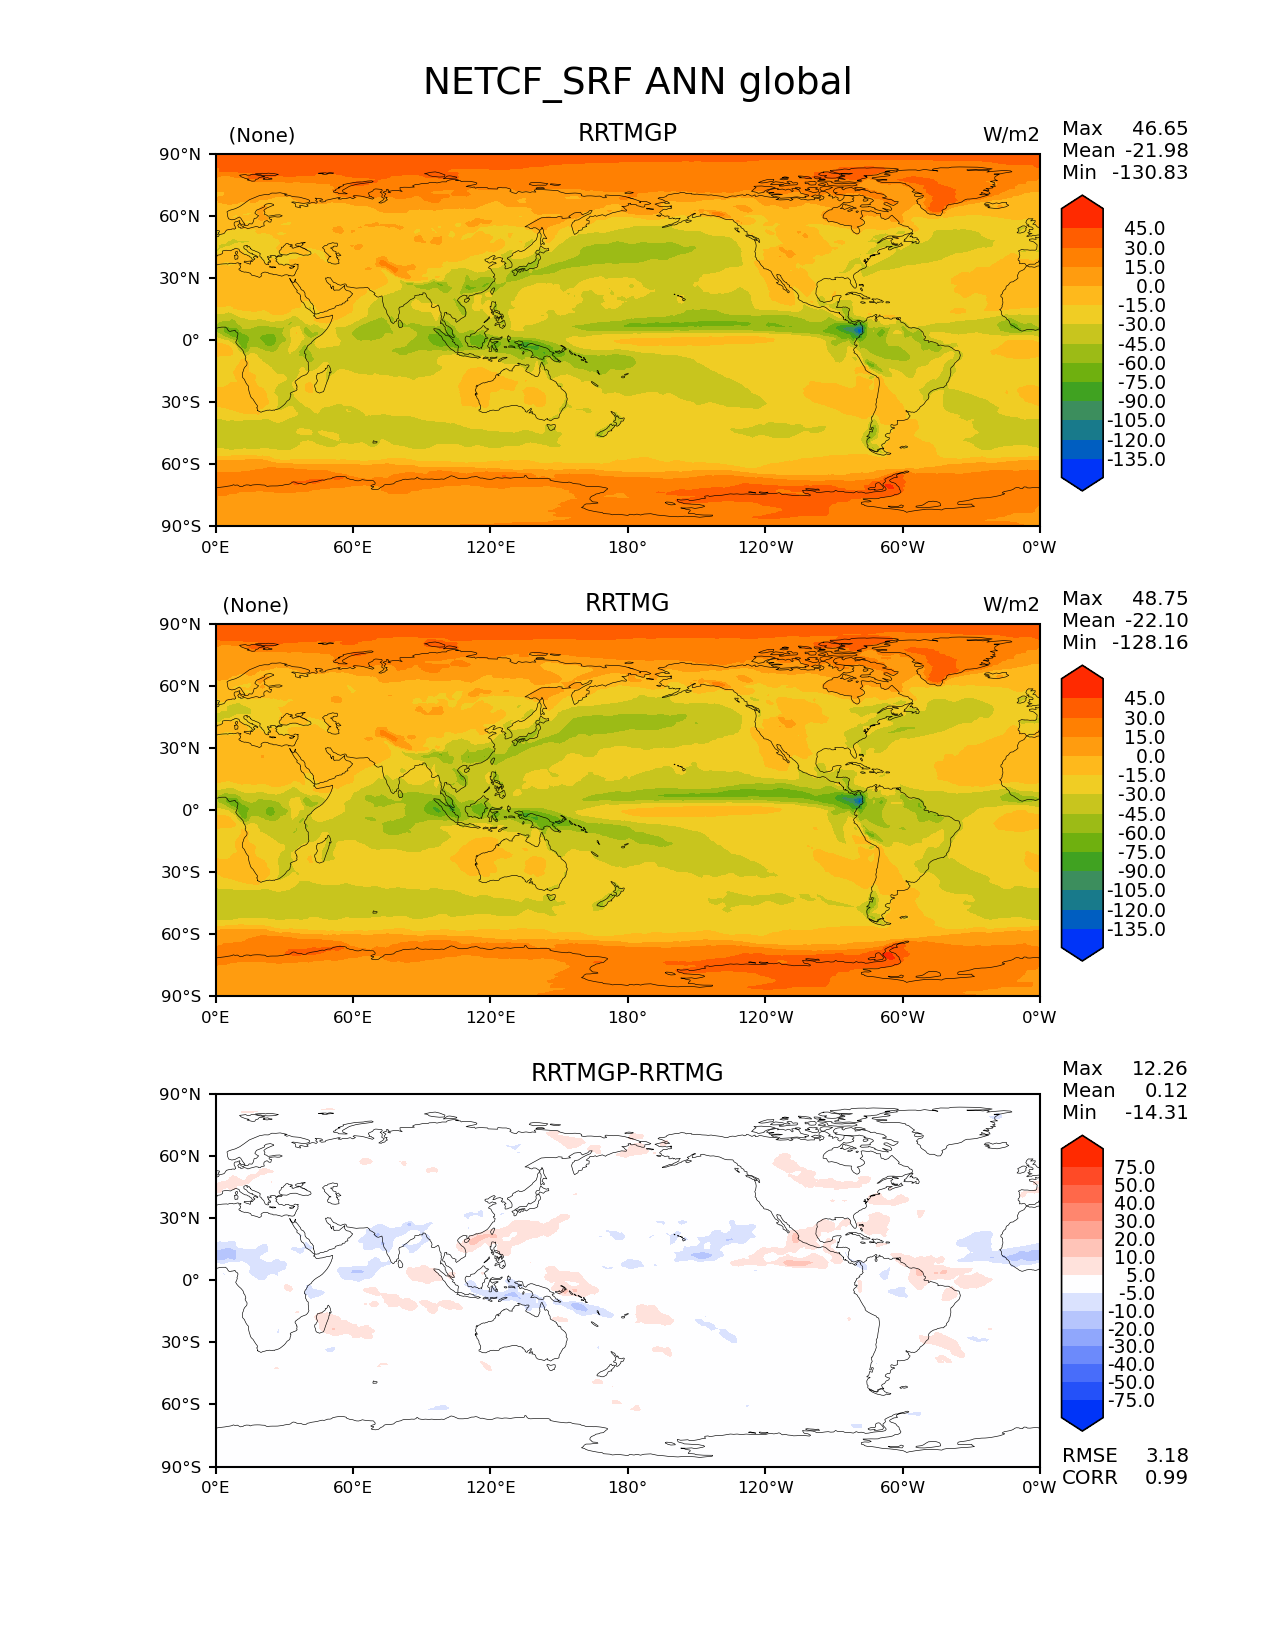 NETCF_SRF ANN global
(None) RRTMGP W/m2
Max 46.65
Mean -21.98
Min -130.83
90°N
60°N
30°N
0°
30°S
60°S
90°S
0°E 60°E 120°E 180° 120°W 60°W 0°W
45.0
30.0
15.0
0.0
-15.0
-30.0
-45.0
-60.0
-75.0
-90.0
-105.0
-120.0
-135.0
(None) RRTMG W/m2
Max 48.75
Mean -22.10
Min -128.16
90°N
60°N
30°N
0°
30°S
60°S
90°S
0°E 60°E 120°E 180° 120°W 60°W 0°W
45.0
30.0
15.0
0.0
-15.0
-30.0
-45.0
-60.0
-75.0
-90.0
-105.0
-120.0
-135.0
RRTMGP-RRTMG
Max 12.26
Mean 0.12
Min -14.31
90°N
60°N
30°N
0°
30°S
60°S
90°S
0°E 60°E 120°E 180° 120°W 60°W 0°W
75.0
50.0
40.0
30.0
20.0
10.0
5.0
-5.0
-10.0
-20.0
-30.0
-40.0
-50.0
-75.0
RMSE 3.18
CORR 0.99